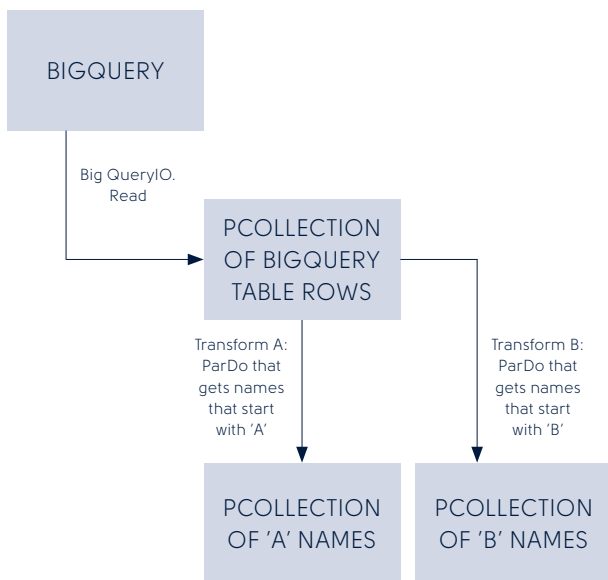 BIGQUERY
Big QueryIO.
Read
PCOLLECTION
OF BIGQUERY
TABLE ROWS
Transform A:
ParDo that
gets names
that start
with 'A'
Transform B:
ParDo that
gets names
that start
with 'B'
PCOLLECTION
OF 'A' NAMES
PCOLLECTION
OF 'B' NAMES